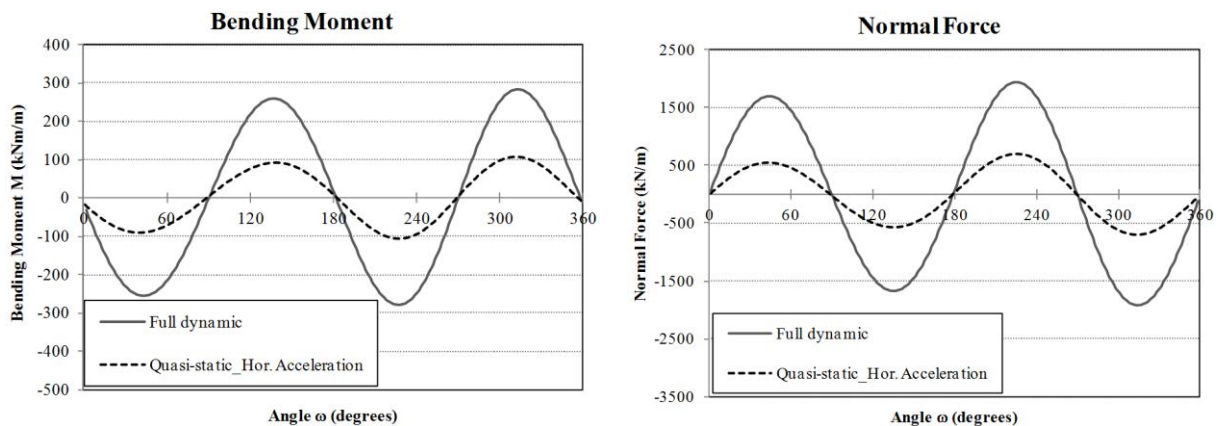 Bending Moment
400
300
200
100
0
-100
-200
-300
-400
-500
Bending Moment M (kNm/m)
0 60 120 180 240 300 360
Full dynamic
Quasi-static_Hor. Acceleration
Angle ω (degrees)
Normal Force
2500
1500
500
-500
-1500
-2500
-3500
Normal Force (kN/m)
0 60 120 180 240 300 360
Full dynamic
Quasi-static_Hor. Acceleration
Angle ω (degrees)